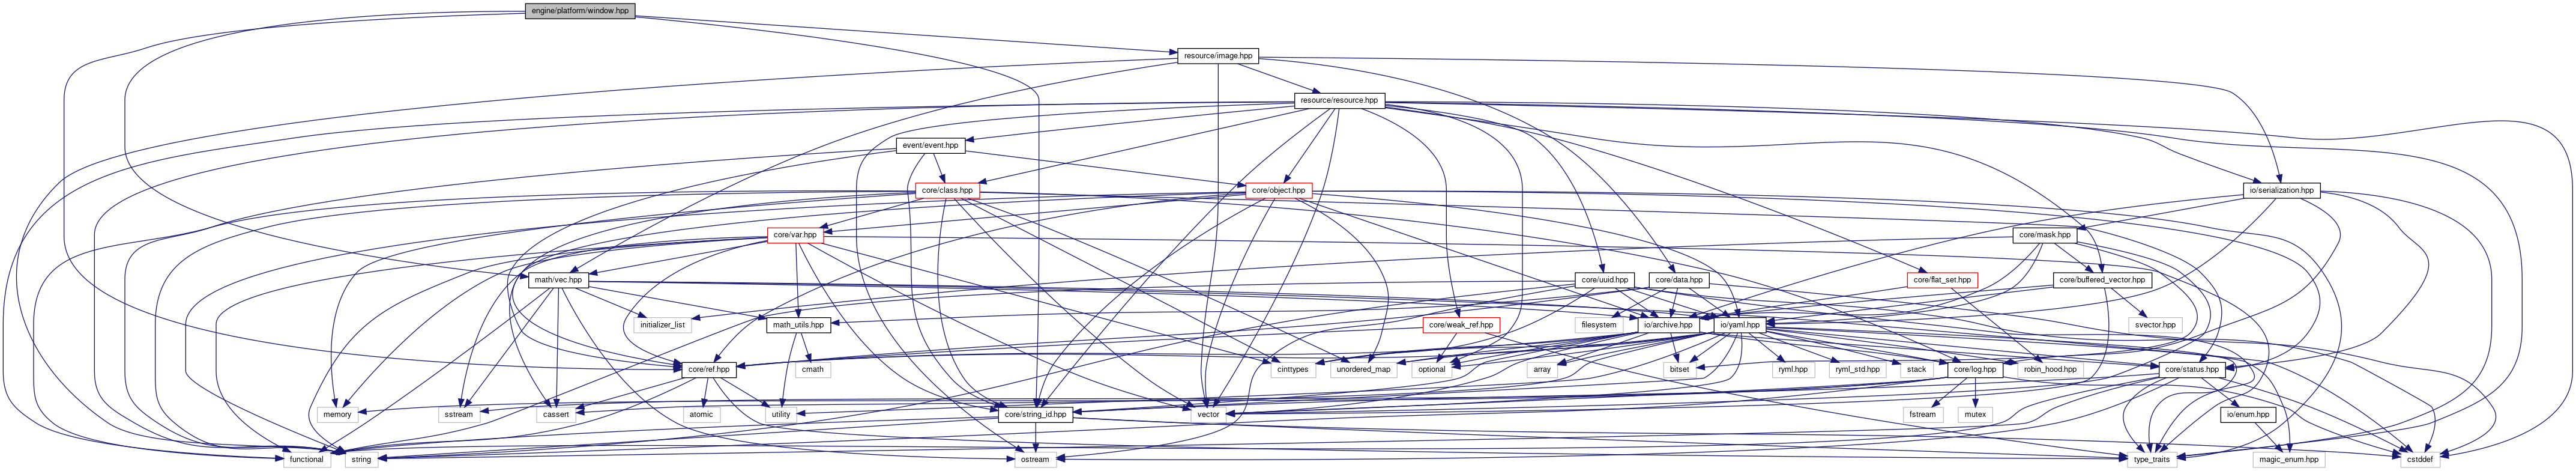 engine/platform/window.hpp
resource/image.hpp
resource/resource.hpp
event/event.hpp
core/class.hpp
core/object.hpp
io/serialization.hpp
core/var.hpp
core/mask.hpp
math/vec.hpp
core/uuid.hpp
core/data.hpp
core/flat_set.hpp
core/buffered_vector.hpp
initializer_list
math_utils.hpp
core/weak_ref.hpp
filesystem
io/archive.hpp
io/yaml.hpp
svector.hpp
core/ref.hpp
cmath
cinttypes
unordered_map
optional
array
bitset
ryml.hpp
ryml_std.hpp
stack
core/log.hpp
robin_hood.hpp
core/status.hpp
memory
sstream
cassert
atomic
utility
core/string_id.hpp
vector
fstream
mutex
io/enum.hpp
functional
string
ostream
type_traits
magic_enum.hpp
cstddef